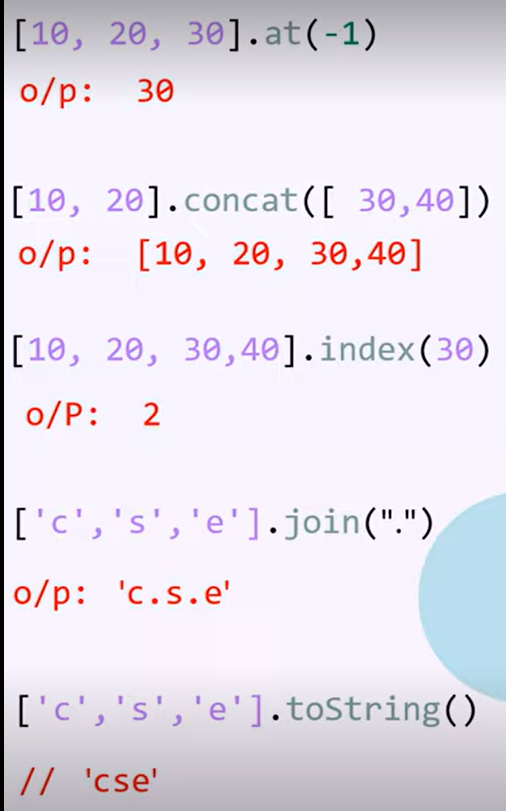 [10, 20, 30].at(-1)
o/p: 30
[10, 20].concat([ 30,40])
o/p: [10, 20, 30,40]
[10, 20, 30,40].index(30)
o/P: 2
['c','s','e'].join(".")
o/p: 'c.s.e'
['c','s','e'].toString()
// 'cse'